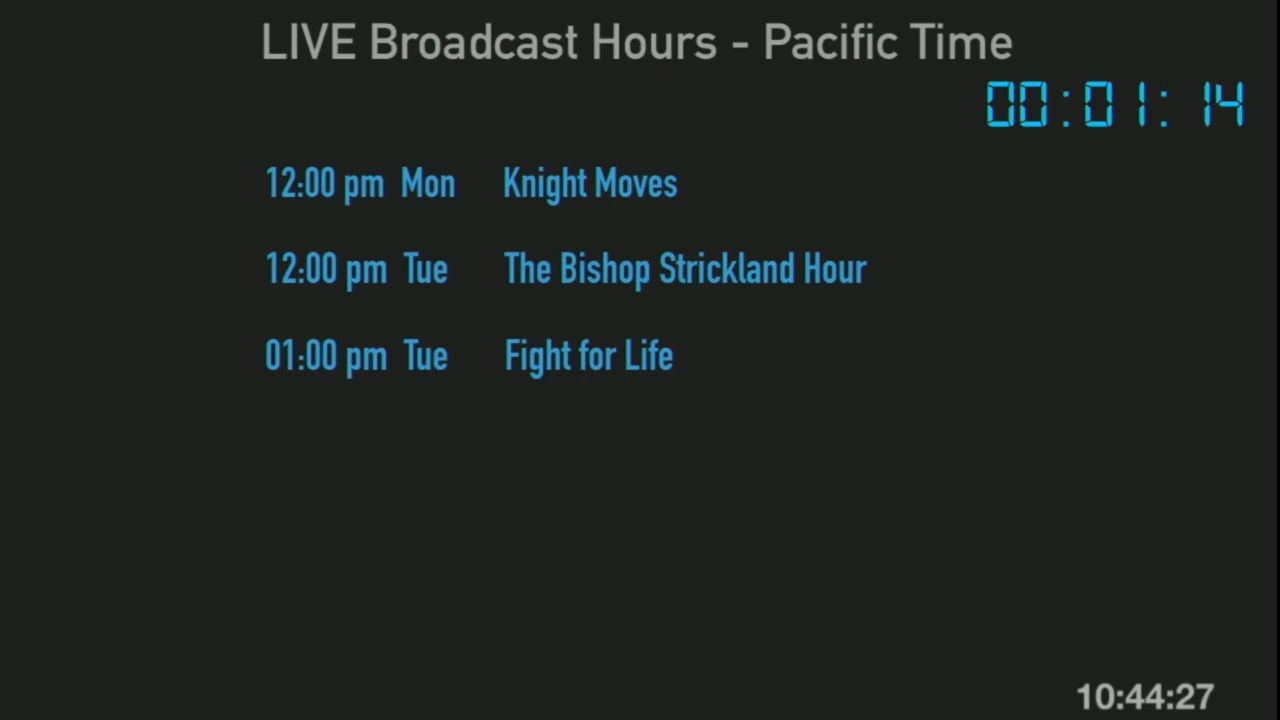 LIVE Broadcast Hours - Pacific Time
00:01:14
12:00 pm Mon Knight Moves
12:00 pm Tue The Bishop Strickland Hour
01:00 pm Tue Fight for Life
10:44:27